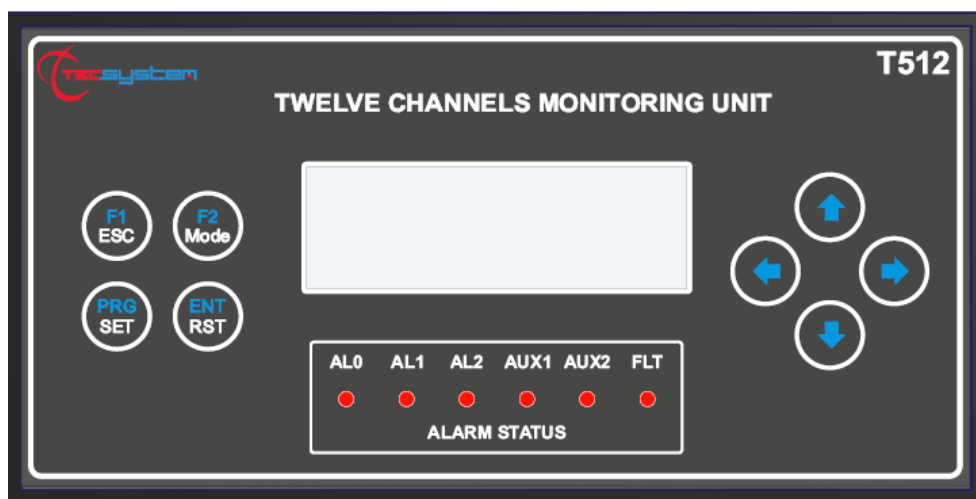 TECSYSTEM
T512
TWELVE CHANNELS MONITORING UNIT
F1
ESC
F2
Mode
PRG
SET
ENT
RST
AL0 AL1 AL2 AUX1 AUX2 FLT
ALARM STATUS